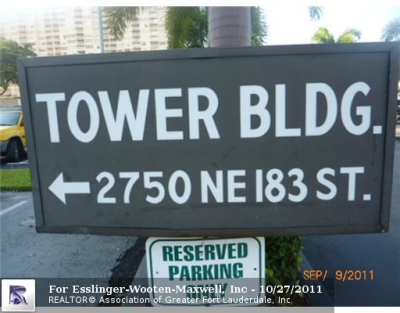 TOWER BLDG.
← 2750 NE 183 ST.
RESERVED
PARKING
SEP/ 9/2011
For Esslinger-Wooten-Maxwell, Inc - 10/27/2011
REALTOR® Association of Greater Fort Lauderdale, Inc.